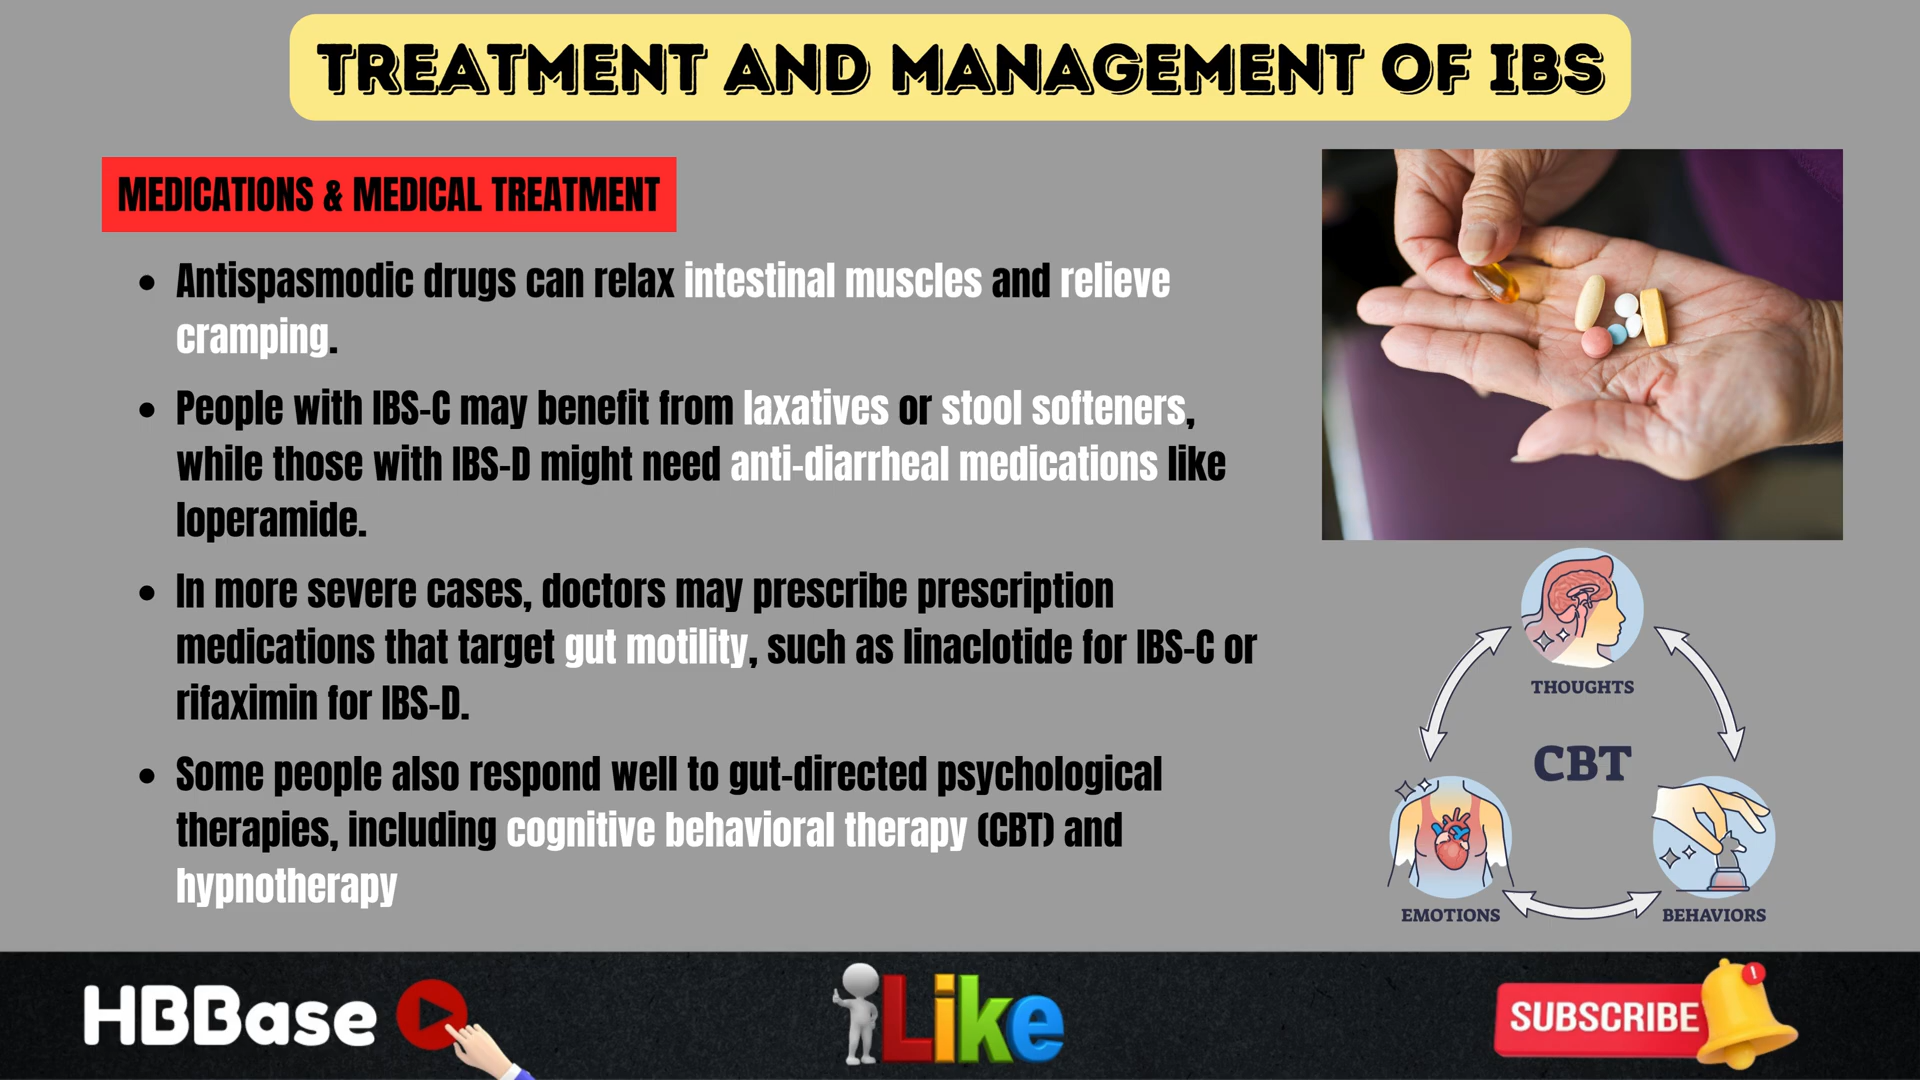 TREATMENT AND MANAGEMENT OF IBS
MEDICATIONS & MEDICAL TREATMENT
• Antispasmodic drugs can relax intestinal muscles and relieve
cramping.
• People with IBS-C may benefit from laxatives or stool softeners,
while those with IBS-D might need anti-diarrheal medications like
loperamide.
• In more severe cases, doctors may prescribe prescription
medications that target gut motility, such as linaclotide for IBS-C or
rifaximin for IBS-D.
• Some people also respond well to gut-directed psychological
therapies, including cognitive behavioral therapy (CBT) and
hypnotherapy
THOUGHTS
CBT
EMOTIONS
BEHAVIORS
HBBase
Like
SUBSCRIBE
!